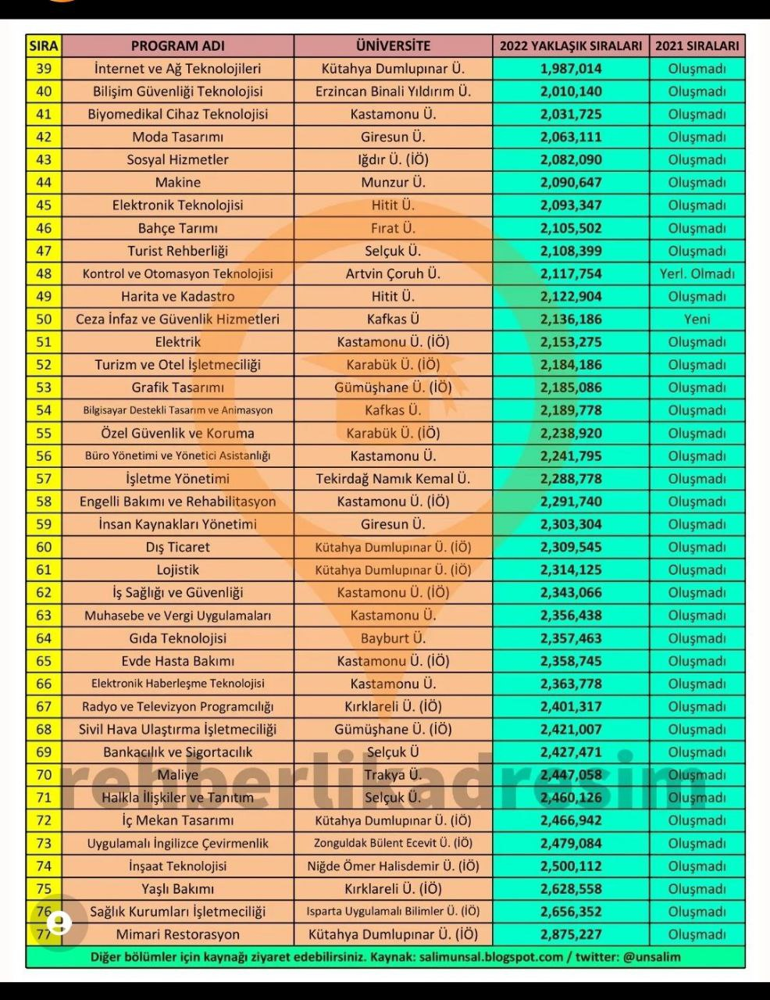 SIRA PROGRAM ADI ÜNİVERSİTE 2022 YAKLAŞIK SIRALARI 2021 SIRALARI
39 İnternet ve Ağ Teknolojileri Kütahya Dumlupınar Ü. 1,987,014 Oluşmadı
40 Bilişim Güvenliği Teknolojisi Erzincan Binali Yıldırım Ü. 2,010,140 Oluşmadı
41 Biyomedikal Cihaz Teknolojisi Kastamonu Ü. 2,031,725 Oluşmadı
42 Moda Tasarımı Giresun Ü. 2,063,111 Oluşmadı
43 Sosyal Hizmetler Iğdır Ü. (İÖ) 2,082,090 Oluşmadı
44 Makine Munzur Ü. 2,090,647 Oluşmadı
45 Elektronik Teknolojisi Hitit Ü. 2,093,347 Oluşmadı
46 Bahçe Tarımı Fırat Ü. 2,105,502 Oluşmadı
47 Turist Rehberliği Selçuk Ü. 2,108,399 Oluşmadı
48 Kontrol ve Otomasyon Teknolojisi Artvin Çoruh Ü. 2,117,754 Yerl. Olmadı
49 Harita ve Kadastro Hitit Ü. 2,122,904 Oluşmadı
50 Ceza İnfaz ve Güvenlik Hizmetleri Kafkas Ü 2,136,186 Yeni
51 Elektrik Kastamonu Ü. (İÖ) 2,153,275 Oluşmadı
52 Turizm ve Otel İşletmeciliği Karabük Ü. (İÖ) 2,184,186 Oluşmadı
53 Grafik Tasarımı Gümüşhane Ü. (İÖ) 2,185,086 Oluşmadı
54 Bilgisayar Destekli Tasarım ve Animasyon Kafkas Ü. 2,189,778 Oluşmadı
55 Özel Güvenlik ve Koruma Karabük Ü. (İÖ) 2,238,920 Oluşmadı
56 Büro Yönetimi ve Yönetici Asistanlığı Kastamonu Ü. 2,241,795 Oluşmadı
57 İşletme Yönetimi Tekirdağ Namık Kemal Ü. 2,288,778 Oluşmadı
58 Engelli Bakımı ve Rehabilitasyon Kastamonu Ü. (İÖ) 2,291,740 Oluşmadı
59 İnsan Kaynakları Yönetimi Giresun Ü. 2,303,304 Oluşmadı
60 Dış Ticaret Kütahya Dumlupınar Ü. (İÖ) 2,309,545 Oluşmadı
61 Lojistik Kütahya Dumlupınar Ü. (İÖ) 2,314,125 Oluşmadı
62 İş Sağlığı ve Güvenliği Kastamonu Ü. (İÖ) 2,343,066 Oluşmadı
63 Muhasebe ve Vergi Uygulamaları Kastamonu Ü. 2,356,438 Oluşmadı
64 Gıda Teknolojisi Bayburt Ü. 2,357,463 Oluşmadı
65 Evde Hasta Bakımı Kastamonu Ü. (İÖ) 2,358,745 Oluşmadı
66 Elektronik Haberleşme Teknolojisi Kastamonu Ü. 2,363,778 Oluşmadı
67 Radyo ve Televizyon Programcılığı Kırklareli Ü. (İÖ) 2,401,317 Oluşmadı
68 Sivil Hava Ulaştırma İşletmeciliği Gümüşhane Ü. (İÖ) 2,421,007 Oluşmadı
69 Bankacılık ve Sigortacılık Selçuk Ü 2,427,471 Oluşmadı
70 Maliye Trakya Ü. 2,447,058 Oluşmadı
rehberlikadresim
71 Halkla İlişkiler ve Tanıtım Selçuk Ü. 2,460,126 Oluşmadı
72 İç Mekan Tasarımı Kütahya Dumlupınar Ü. (İÖ) 2,466,942 Oluşmadı
73 Uygulamalı İngilizce Çevirmenlik Zonguldak Bülent Ecevit Ü. (İÖ) 2,479,084 Oluşmadı
74 İnşaat Teknolojisi Niğde Ömer Halisdemir Ü. (İÖ) 2,500,112 Oluşmadı
75 Yaşlı Bakımı Kırklareli Ü. (İÖ) 2,628,558 Oluşmadı
76 Sağlık Kurumları İşletmeciliği Isparta Uygulamalı Bilimler Ü. (İÖ) 2,656,352 Oluşmadı
77 Mimari Restorasyon Kütahya Dumlupınar Ü. (İÖ) 2,875,227 Oluşmadı
Diğer bölümler için kaynağı ziyaret edebilirsiniz. Kaynak: salimunsal.blogspot.com / twitter: @unsalim